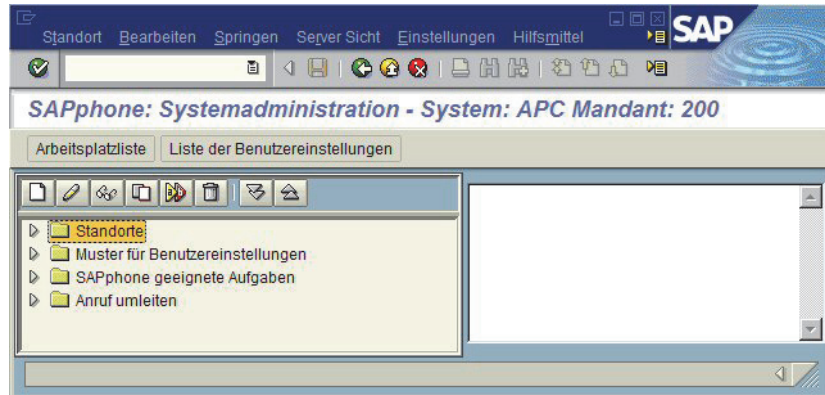 Standort Bearbeiten Springen Server Sicht Einstellungen Hilfsmittel
SAP
SAPphone: Systemadministration - System: APC Mandant: 200
Arbeitsplatzliste Liste der Benutzereinstellungen
Standorte
Muster für Benutzereinstellungen
SAPphone geeignete Aufgaben
Anruf umleiten